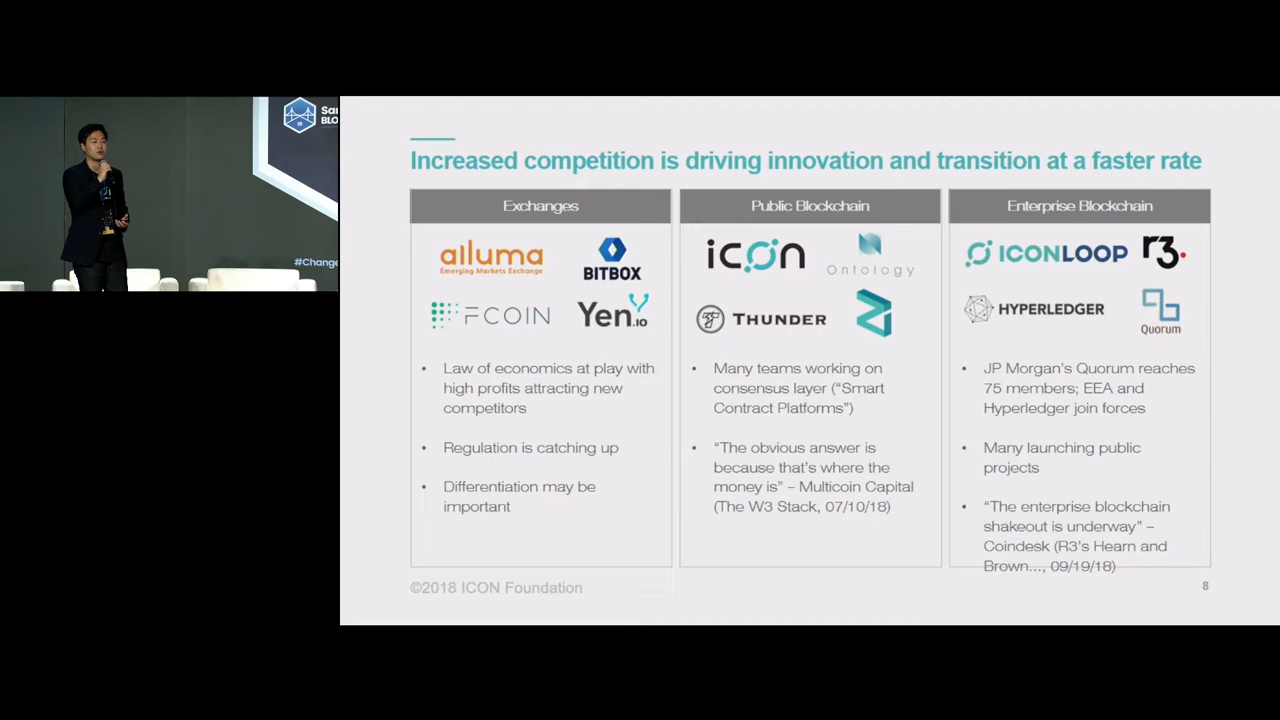 San
BLO
#Change
Increased competition is driving innovation and transition at a faster rate
Exchanges
alluma
Emerging Markets Exchange
BITBOX
FCOIN
Yen.io
Law of economics at play with
high profits attracting new
competitors
Regulation is catching up
Differentiation may be
important
Public Blockchain
icon
Ontology
THUNDER
Many teams working on
consensus layer (“Smart
Contract Platforms”)
“The obvious answer is
because that’s where the
money is” – Multicoin Capital
(The W3 Stack, 07/10/18)
Enterprise Blockchain
ICONLOOP
r3.
HYPERLEDGER
Quorum
JP Morgan’s Quorum reaches
75 members; EEA and
Hyperledger join forces
Many launching public
projects
“The enterprise blockchain
shakeout is underway” –
Coindesk (R3’s Hearn and
Brown..., 09/19/18)
©2018 ICON Foundation
8